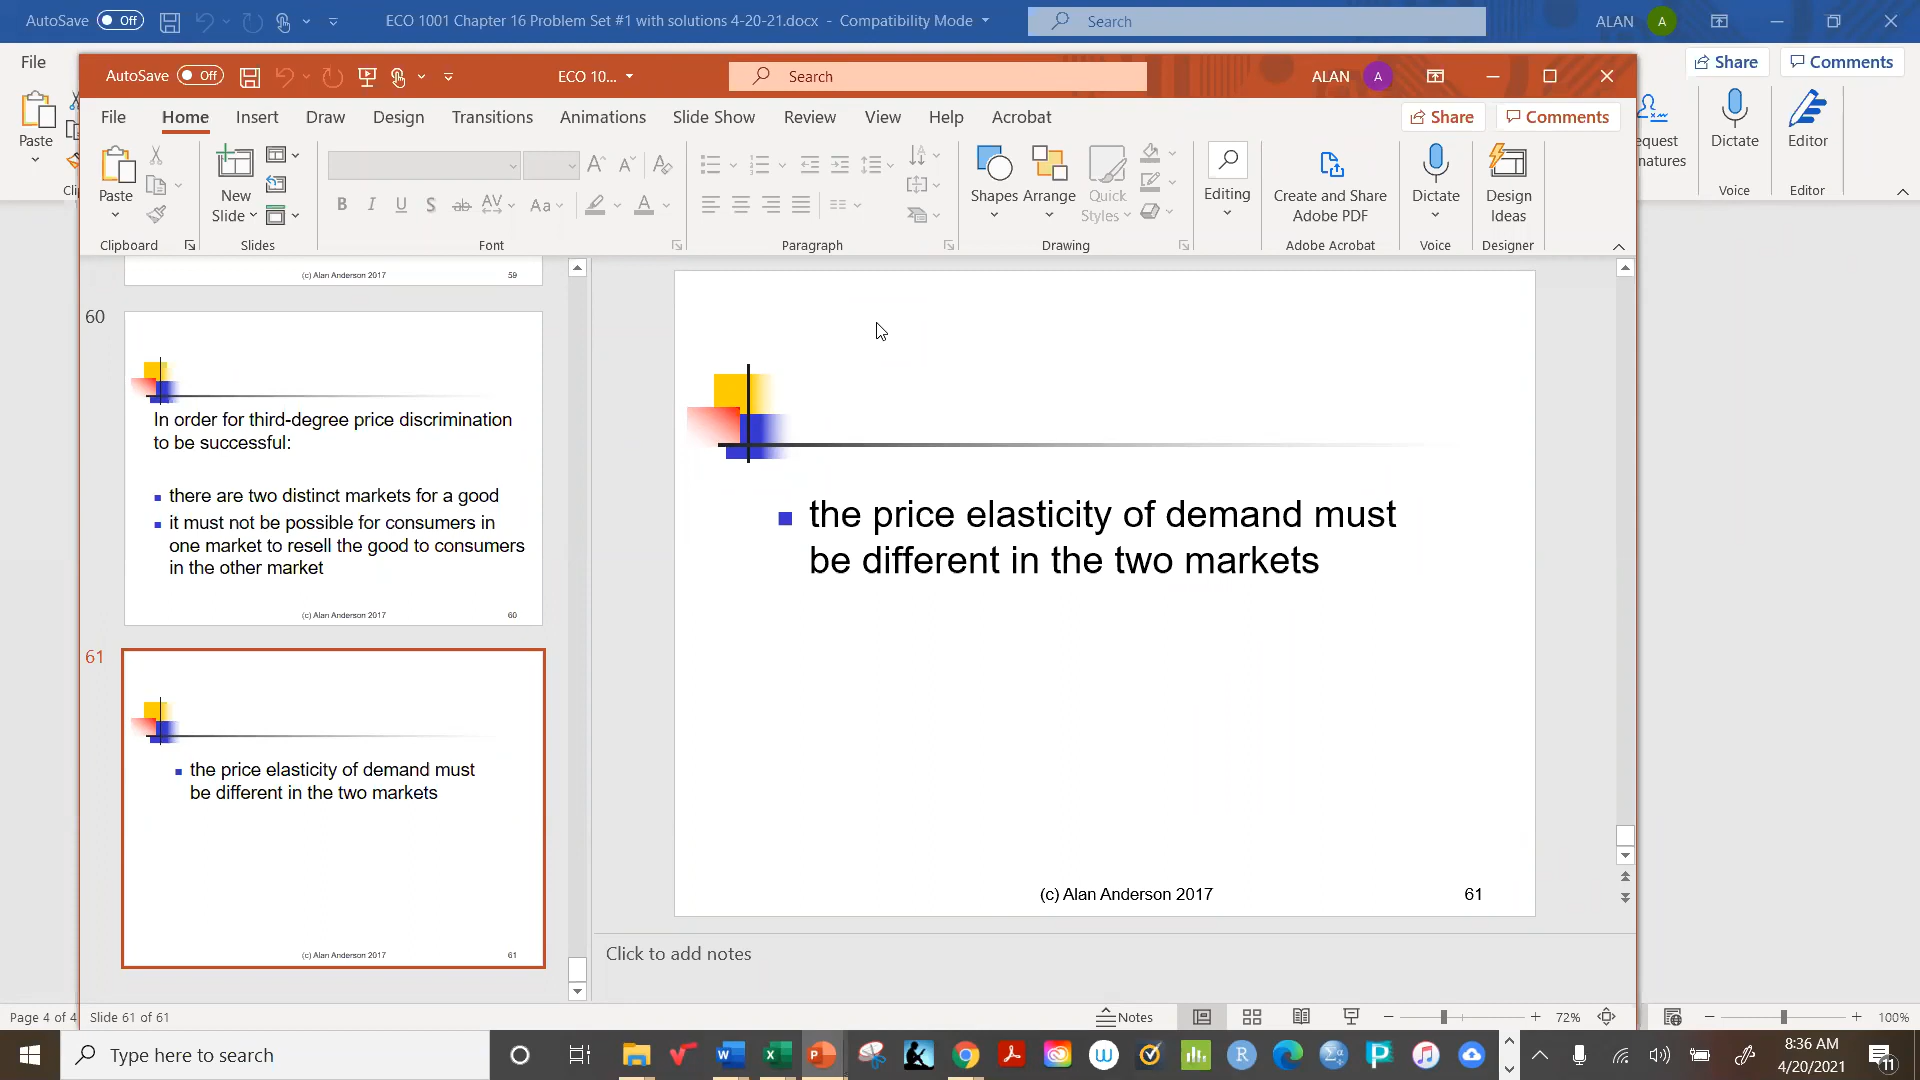 AutoSave Off
ECO 1001 Chapter 16 Problem Set #1 with solutions 4-20-21.docx - Compatibility Mode
Search
ALAN A
File
Share Comments
Paste
Dictate
Editor
Voice
Editor
AutoSave Off
ECO 10...
Search
ALAN A
File Home Insert Draw Design Transitions Animations Slide Show Review View Help Acrobat
Share Comments
Paste
New
Slide
Shapes Arrange Quick
Styles
Editing
Create and Share
Adobe PDF
Dictate
Design
Ideas
B I U S ab AV Aa A
Clipboard Slides Font Paragraph Drawing Adobe Acrobat Voice Designer
(c) Alan Anderson 2017 59
60
In order for third-degree price discrimination
to be successful:
there are two distinct markets for a good
it must not be possible for consumers in
one market to resell the good to consumers
in the other market
(c) Alan Anderson 2017 60
61
the price elasticity of demand must
be different in the two markets
(c) Alan Anderson 2017 61
the price elasticity of demand must
be different in the two markets
(c) Alan Anderson 2017 61
Click to add notes
Page 4 of 4
Slide 61 of 61
Notes
72%
100%
Type here to search
8:36 AM
4/20/2021
11